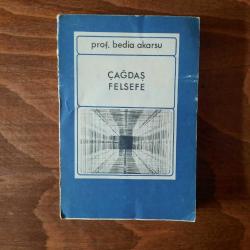 prof. bedia akarsu
ÇAĞDAŞ
FELSEFE